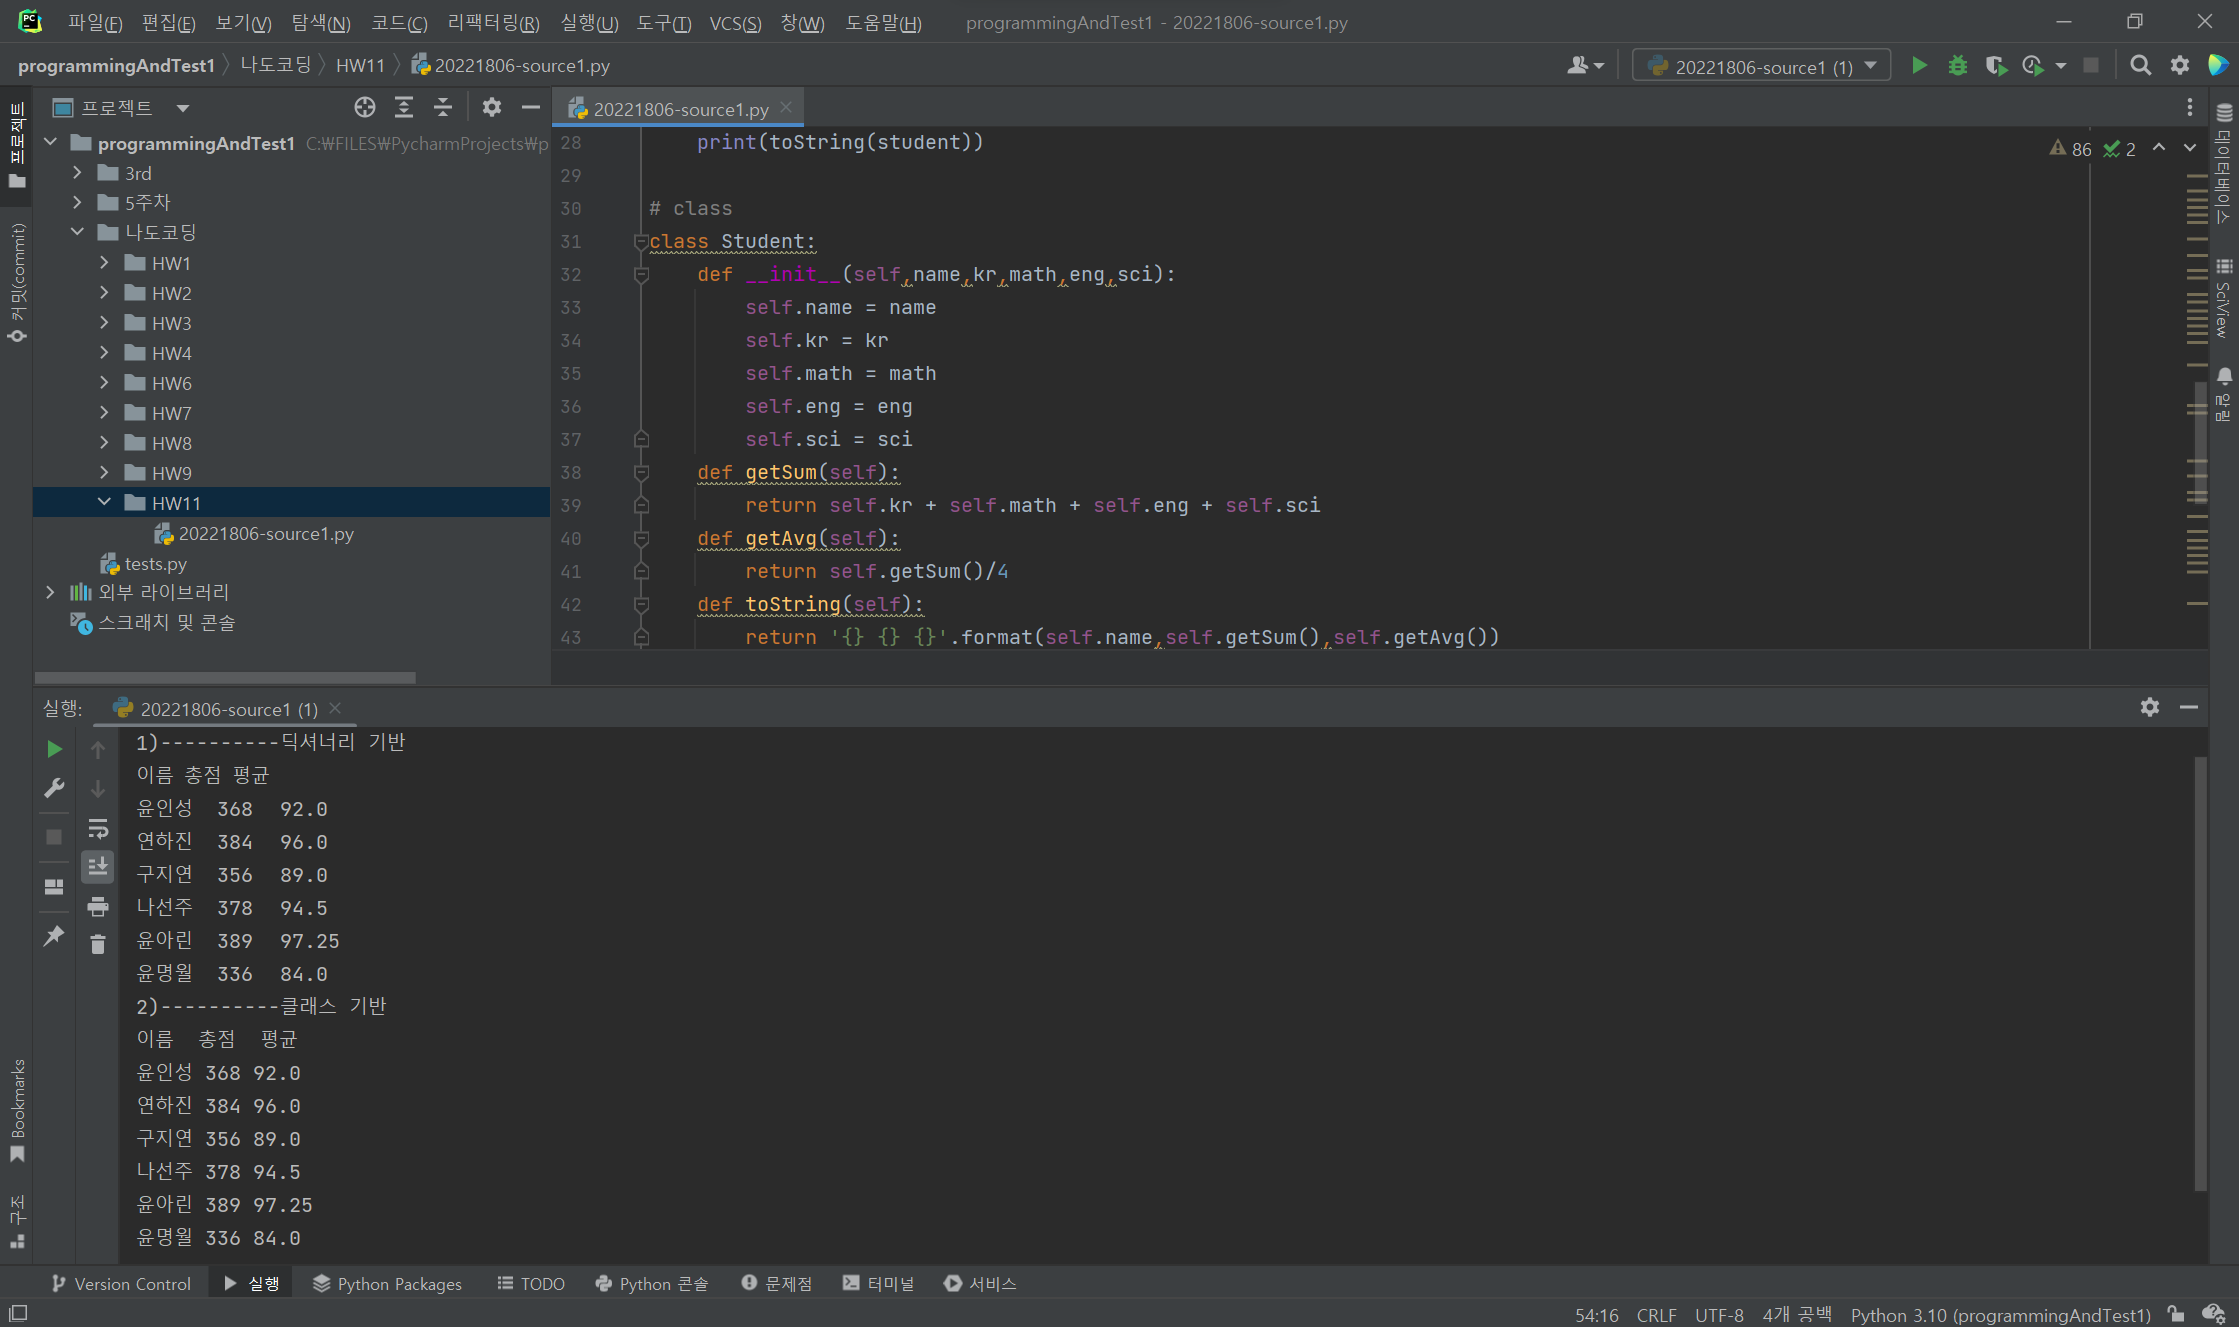 파일(F) 편집(E) 보기(V) 탐색(N) 코드(C) 리팩터링(R) 실행(U) 도구(T) VCS(S) 창(W) 도움말(H) programmingAndTest1 - 20221806-source1.py
programmingAndTest1 나도코딩 HW11 20221806-source1.py 20221806-source1 (1)
프로젝트
커밋(commit)
Bookmarks
구조
프로젝트
programmingAndTest1 C:₩FILES₩PycharmProjects₩p
3rd
5주차
나도코딩
HW1
HW2
HW3
HW4
HW6
HW7
HW8
HW9
HW11
20221806-source1.py
tests.py
외부 라이브러리
스크래치 및 콘솔
20221806-source1.py
86 2
28 print(toString(student))
29
30 # class
31 class Student:
32 def __init__(self,name,kr,math,eng,sci):
33 self.name = name
34 self.kr = kr
35 self.math = math
36 self.eng = eng
37 self.sci = sci
38 def getSum(self):
39 return self.kr + self.math + self.eng + self.sci
40 def getAvg(self):
41 return self.getSum()/4
42 def toString(self):
43 return '{} {} {}'.format(self.name,self.getSum(),self.getAvg())
데이터베이스
SciView
알림
실행: 20221806-source1 (1)
1)----------딕셔너리 기반
이름 총점 평균
윤인성 368 92.0
연하진 384 96.0
구지연 356 89.0
나선주 378 94.5
윤아린 389 97.25
윤명월 336 84.0
2)----------클래스 기반
이름 총점 평균
윤인성 368 92.0
연하진 384 96.0
구지연 356 89.0
나선주 378 94.5
윤아린 389 97.25
윤명월 336 84.0
Version Control 실행 Python Packages TODO Python 콘솔 문제점 터미널 서비스
54:16 CRLF UTF-8 4개 공백 Python 3.10 (programmingAndTest1)